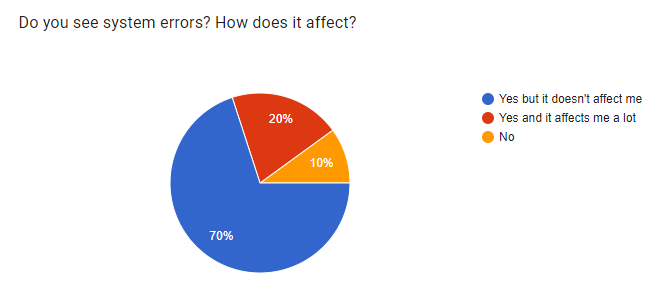 Do you see system errors? How does it affect?
Yes but it doesn't affect me
Yes and it affects me a lot
No
20%
10%
70%